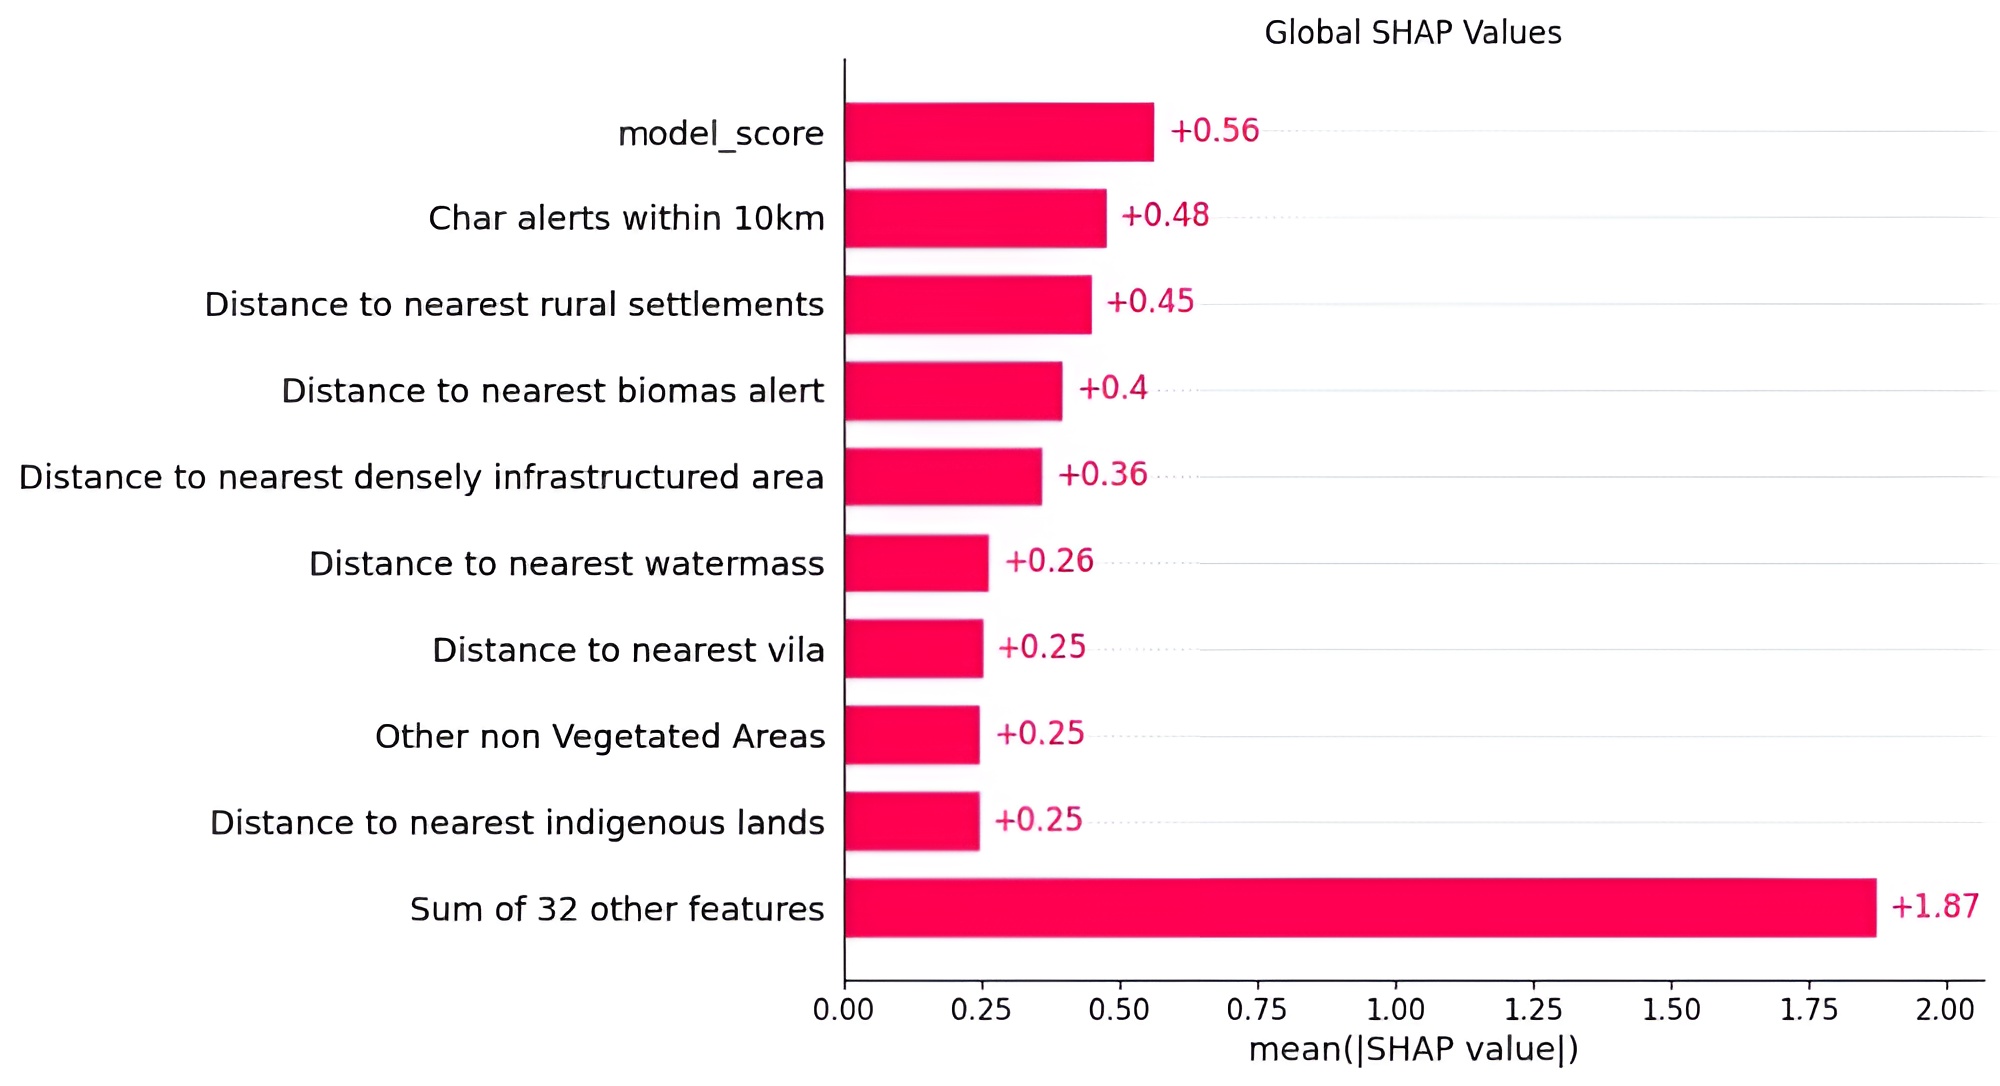 Global SHAP Values
model_score +0.56
Char alerts within 10km +0.48
Distance to nearest rural settlements +0.45
Distance to nearest biomas alert +0.4
Distance to nearest densely infrastructured area +0.36
Distance to nearest watermass +0.26
Distance to nearest vila +0.25
Other non Vegetated Areas +0.25
Distance to nearest indigenous lands +0.25
Sum of 32 other features +1.87
0.00 0.25 0.50 0.75 1.00 1.25 1.50 1.75 2.00
mean(|SHAP value|)